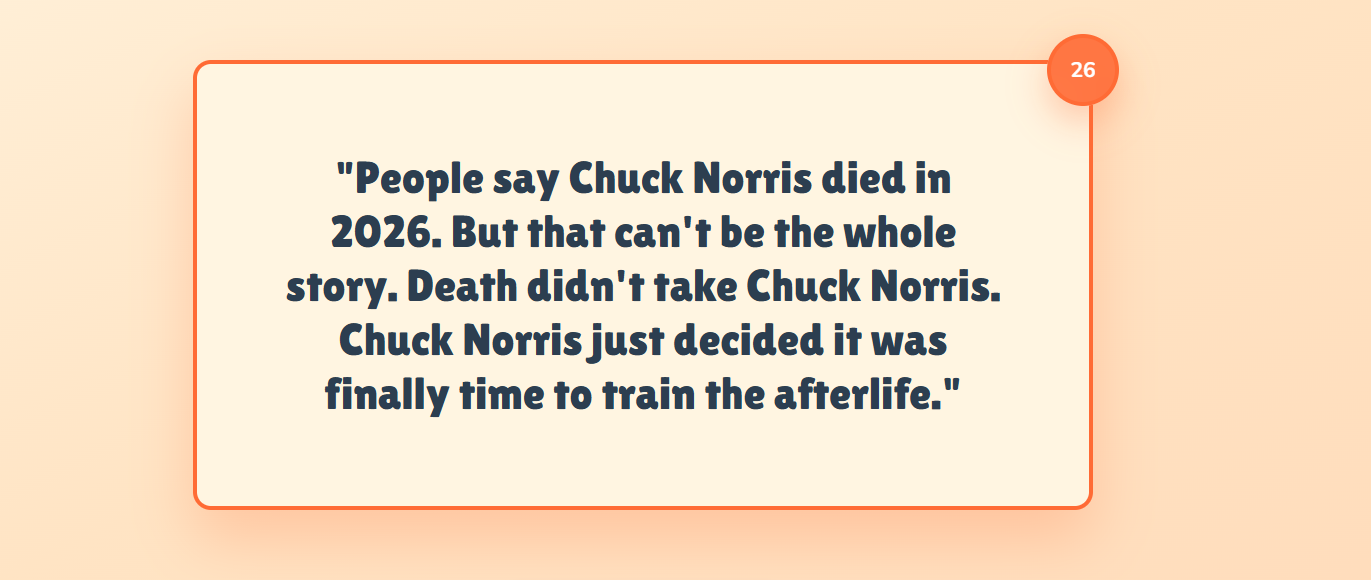 26
"People say Chuck Norris died in
2026. But that can't be the whole
story. Death didn't take Chuck Norris.
Chuck Norris just decided it was
finally time to train the afterlife."